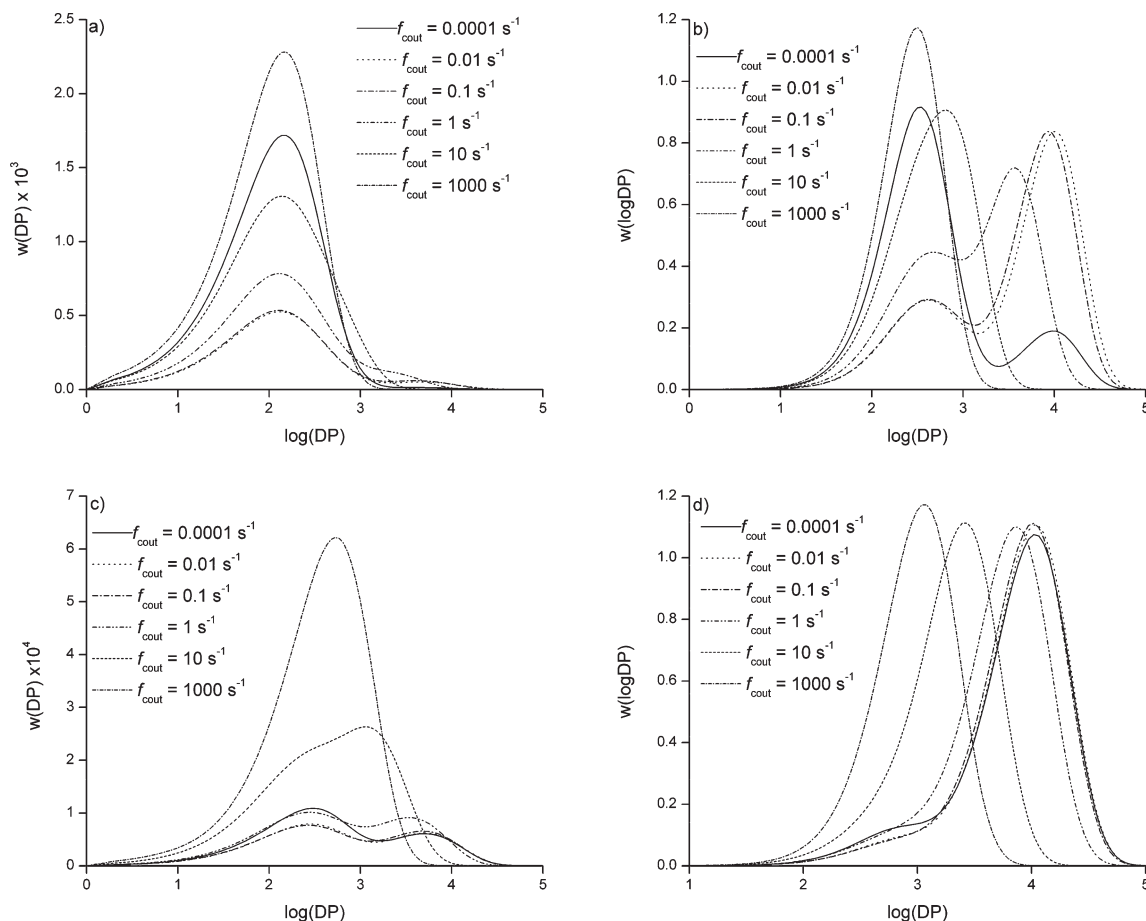 a)
2.5
2.0
1.5
1.0
0.5
0.0
w(DP) x 10³
0 1 2 3 4 5
log(DP)
f_cout = 0.0001 s⁻¹
f_cout = 0.01 s⁻¹
f_cout = 0.1 s⁻¹
f_cout = 1 s⁻¹
f_cout = 10 s⁻¹
f_cout = 1000 s⁻¹
b)
1.2
1.0
0.8
0.6
0.4
0.2
0.0
w(logDP)
0 1 2 3 4 5
log(DP)
f_cout = 0.0001 s⁻¹
f_cout = 0.01 s⁻¹
f_cout = 0.1 s⁻¹
f_cout = 1 s⁻¹
f_cout = 10 s⁻¹
f_cout = 1000 s⁻¹
c)
7
6
5
4
3
2
1
0
w(DP) x10⁴
0 1 2 3 4 5
log(DP)
f_cout = 0.0001 s⁻¹
f_cout = 0.01 s⁻¹
f_cout = 0.1 s⁻¹
f_cout = 1 s⁻¹
f_cout = 10 s⁻¹
f_cout = 1000 s⁻¹
d)
1.2
1.0
0.8
0.6
0.4
0.2
0.0
w(logDP)
1 2 3 4 5
log(DP)
f_cout = 0.0001 s⁻¹
f_cout = 0.01 s⁻¹
f_cout = 0.1 s⁻¹
f_cout = 1 s⁻¹
f_cout = 10 s⁻¹
f_cout = 1000 s⁻¹